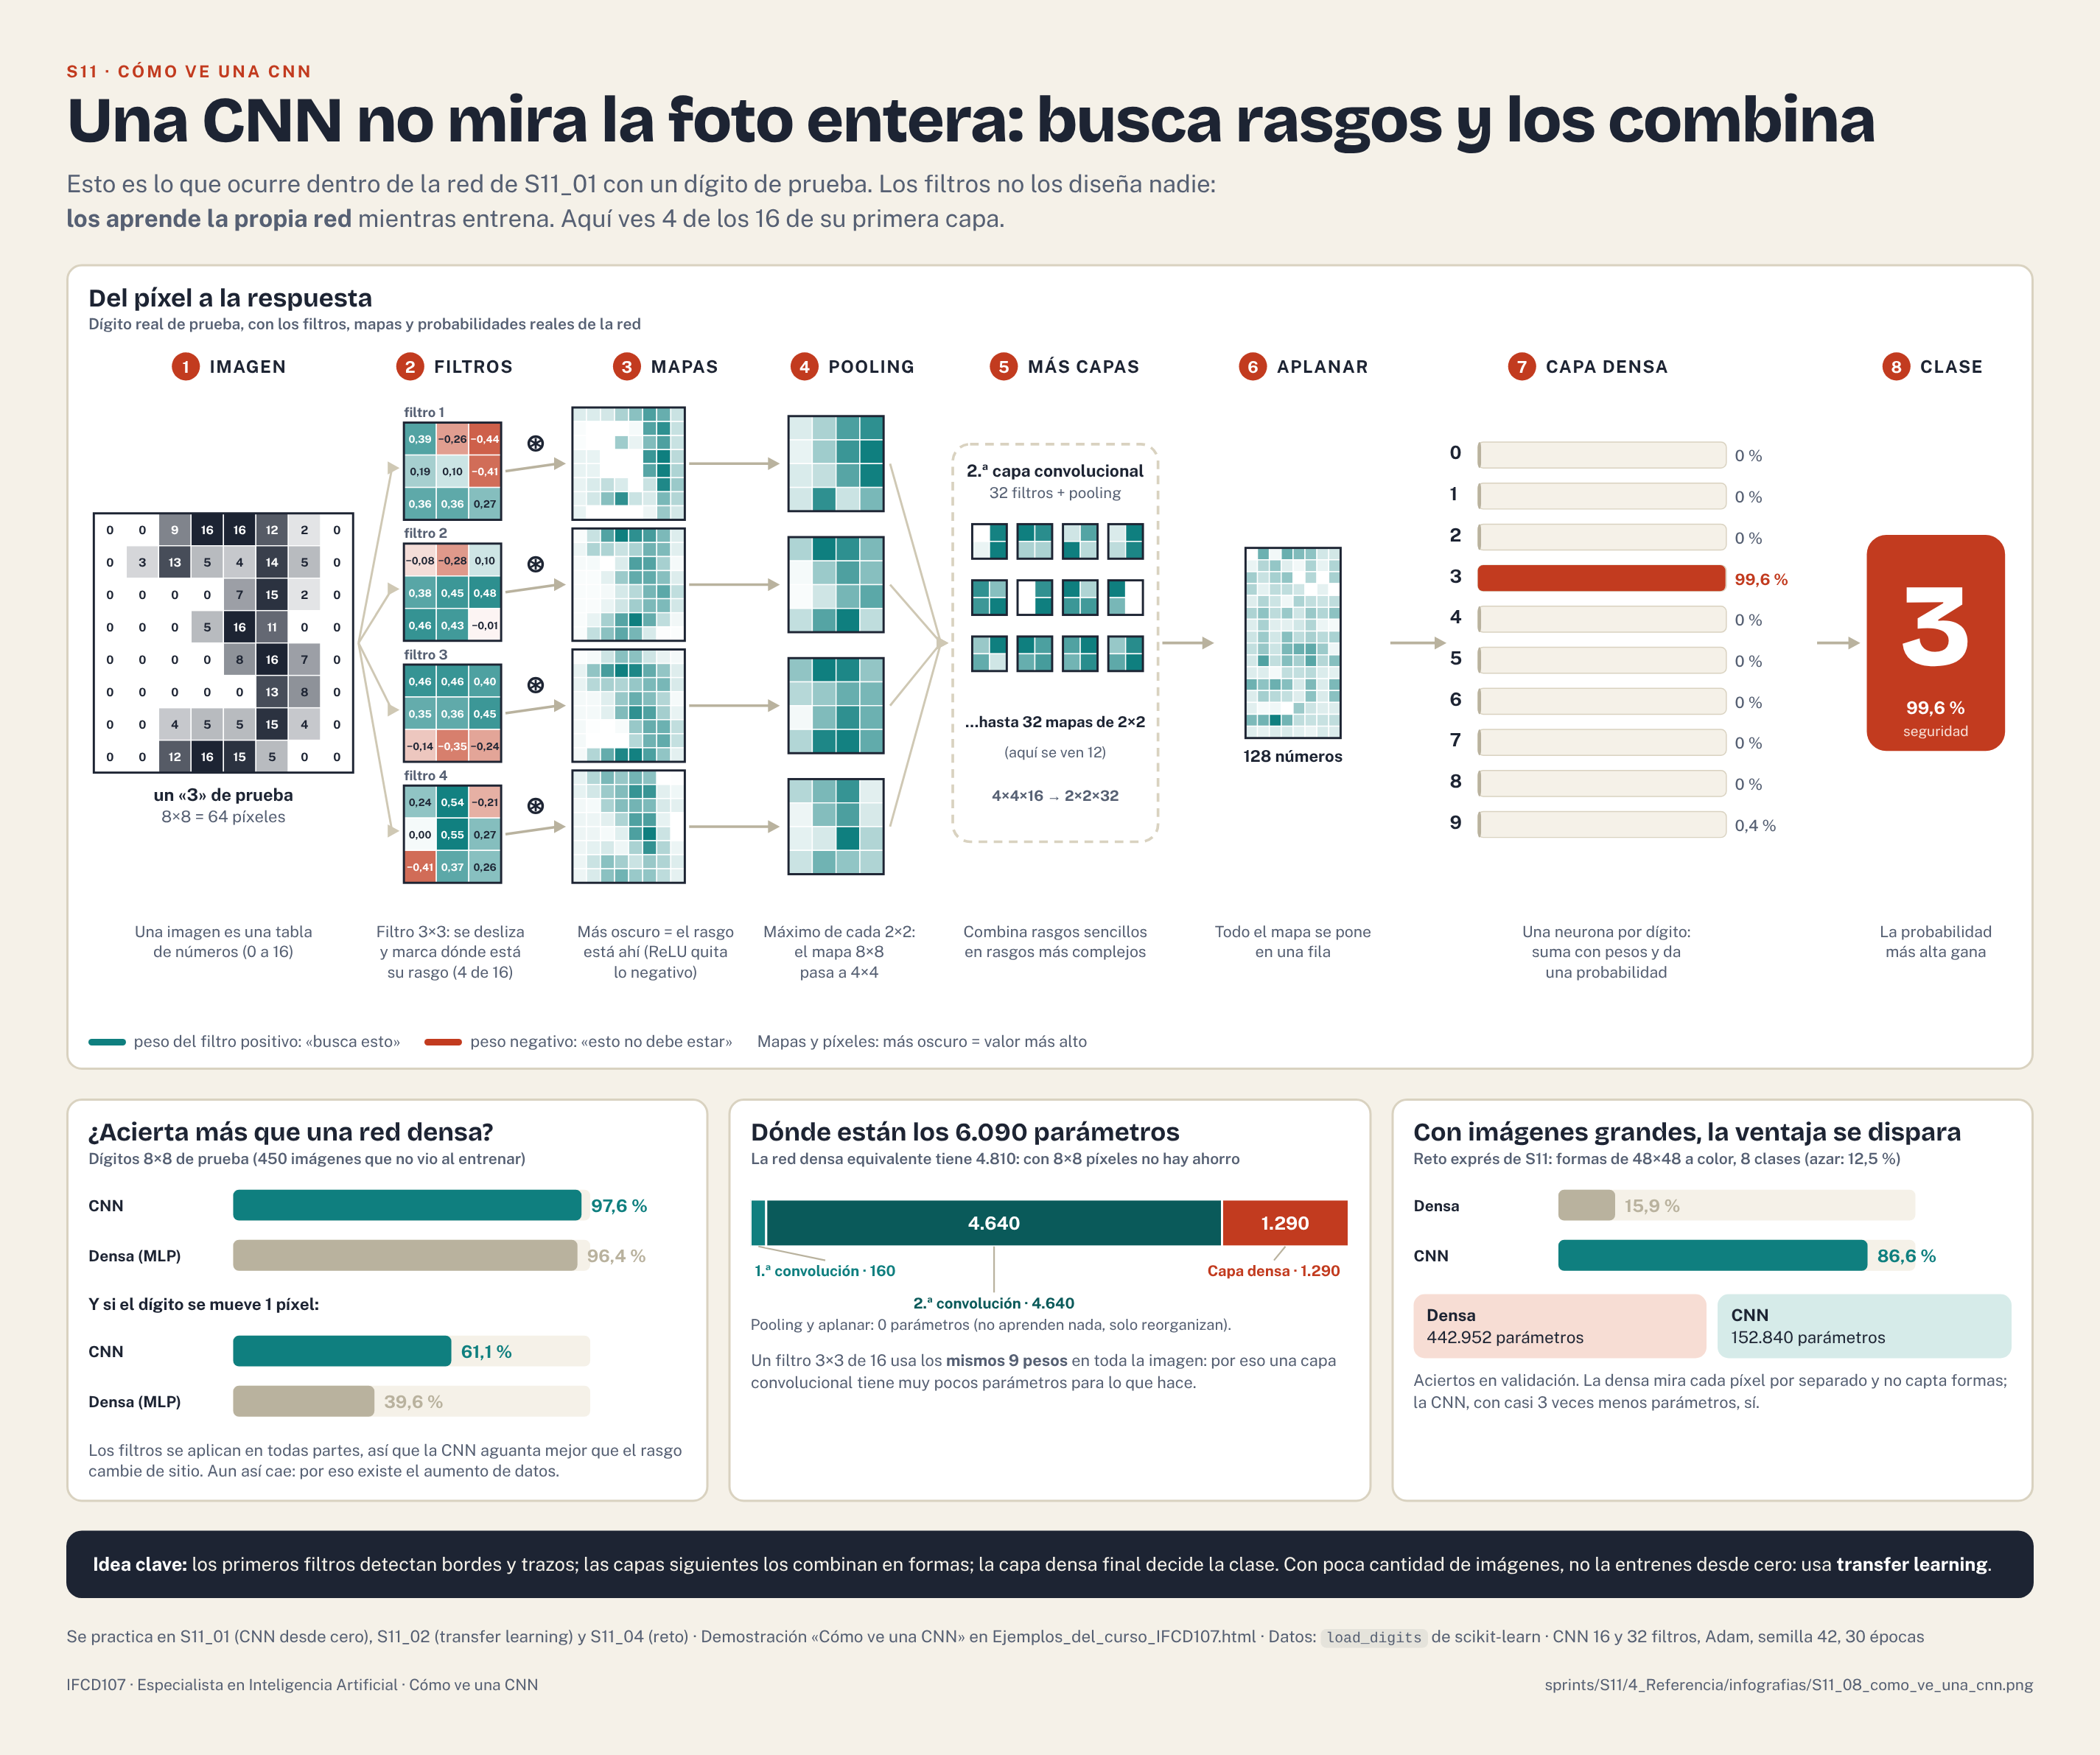 S11 · CÓMO VE UNA CNN
Una CNN no mira la foto entera: busca rasgos y los combina
Esto es lo que ocurre dentro de la red de S11_01 con un dígito de prueba. Los filtros no los diseña nadie:
los aprende la propia red mientras entrena. Aquí ves 4 de los 16 de su primera capa.
Del píxel a la respuesta
Dígito real de prueba, con los filtros, mapas y probabilidades reales de la red
1 IMAGEN
0 0 9 16 16 12 2 0
0 3 13 5 4 14 5 0
0 0 0 0 7 15 2 0
0 0 0 5 16 11 0 0
0 0 0 0 8 16 7 0
0 0 0 0 0 13 8 0
0 0 4 5 5 15 4 0
0 0 12 16 15 5 0 0
un «3» de prueba
8×8 = 64 píxeles
Una imagen es una tabla
de números (0 a 16)
2 FILTROS
filtro 1
0,39 −0,26 −0,44
0,19 0,10 −0,41
0,36 0,36 0,27
filtro 2
−0,08 −0,28 0,10
0,38 0,45 0,48
0,46 0,43 −0,01
filtro 3
0,46 0,46 0,40
0,35 0,36 0,45
−0,14 −0,35 −0,24
filtro 4
0,24 0,54 −0,21
0,00 0,55 0,27
−0,41 0,37 0,26
⊛
⊛
⊛
⊛
Filtro 3×3: se desliza
y marca dónde está
su rasgo (4 de 16)
3 MAPAS
Más oscuro = el rasgo
está ahí (ReLU quita
lo negativo)
4 POOLING
Máximo de cada 2×2:
el mapa 8×8
pasa a 4×4
5 MÁS CAPAS
2.ª capa convolucional
32 filtros + pooling
...hasta 32 mapas de 2×2
(aquí se ven 12)
4×4×16 → 2×2×32
Combina rasgos sencillos
en rasgos más complejos
6 APLANAR
128 números
Todo el mapa se pone
en una fila
7 CAPA DENSA
0 0 %
1 0 %
2 0 %
3 99,6 %
4 0 %
5 0 %
6 0 %
7 0 %
8 0 %
9 0,4 %
Una neurona por dígito:
suma con pesos y da
una probabilidad
8 CLASE
3
99,6 %
seguridad
La probabilidad
más alta gana
peso del filtro positivo: «busca esto» peso negativo: «esto no debe estar» Mapas y píxeles: más oscuro = valor más alto
¿Acierta más que una red densa?
Dígitos 8×8 de prueba (450 imágenes que no vio al entrenar)
CNN 97,6 %
Densa (MLP) 96,4 %
Y si el dígito se mueve 1 píxel:
CNN 61,1 %
Densa (MLP) 39,6 %
Los filtros se aplican en todas partes, así que la CNN aguanta mejor que el rasgo
cambie de sitio. Aun así cae: por eso existe el aumento de datos.
Dónde están los 6.090 parámetros
La red densa equivalente tiene 4.810: con 8×8 píxeles no hay ahorro
4.640 1.290
1.ª convolución · 160 Capa densa · 1.290
2.ª convolución · 4.640
Pooling y aplanar: 0 parámetros (no aprenden nada, solo reorganizan).
Un filtro 3×3 de 16 usa los mismos 9 pesos en toda la imagen: por eso una capa
convolucional tiene muy pocos parámetros para lo que hace.
Con imágenes grandes, la ventaja se dispara
Reto exprés de S11: formas de 48×48 a color, 8 clases (azar: 12,5 %)
Densa 15,9 %
CNN 86,6 %
Densa
442.952 parámetros
CNN
152.840 parámetros
Aciertos en validación. La densa mira cada píxel por separado y no capta formas;
la CNN, con casi 3 veces menos parámetros, sí.
Idea clave: los primeros filtros detectan bordes y trazos; las capas siguientes los combinan en formas; la capa densa final decide la clase. Con poca cantidad de imágenes, no la entrenes desde cero: usa transfer learning.
Se practica en S11_01 (CNN desde cero), S11_02 (transfer learning) y S11_04 (reto) · Demostración «Cómo ve una CNN» en Ejemplos_del_curso_IFCD107.html · Datos: load_digits de scikit-learn · CNN 16 y 32 filtros, Adam, semilla 42, 30 épocas
IFCD107 · Especialista en Inteligencia Artificial · Cómo ve una CNN
sprints/S11/4_Referencia/infografias/S11_08_como_ve_una_cnn.png